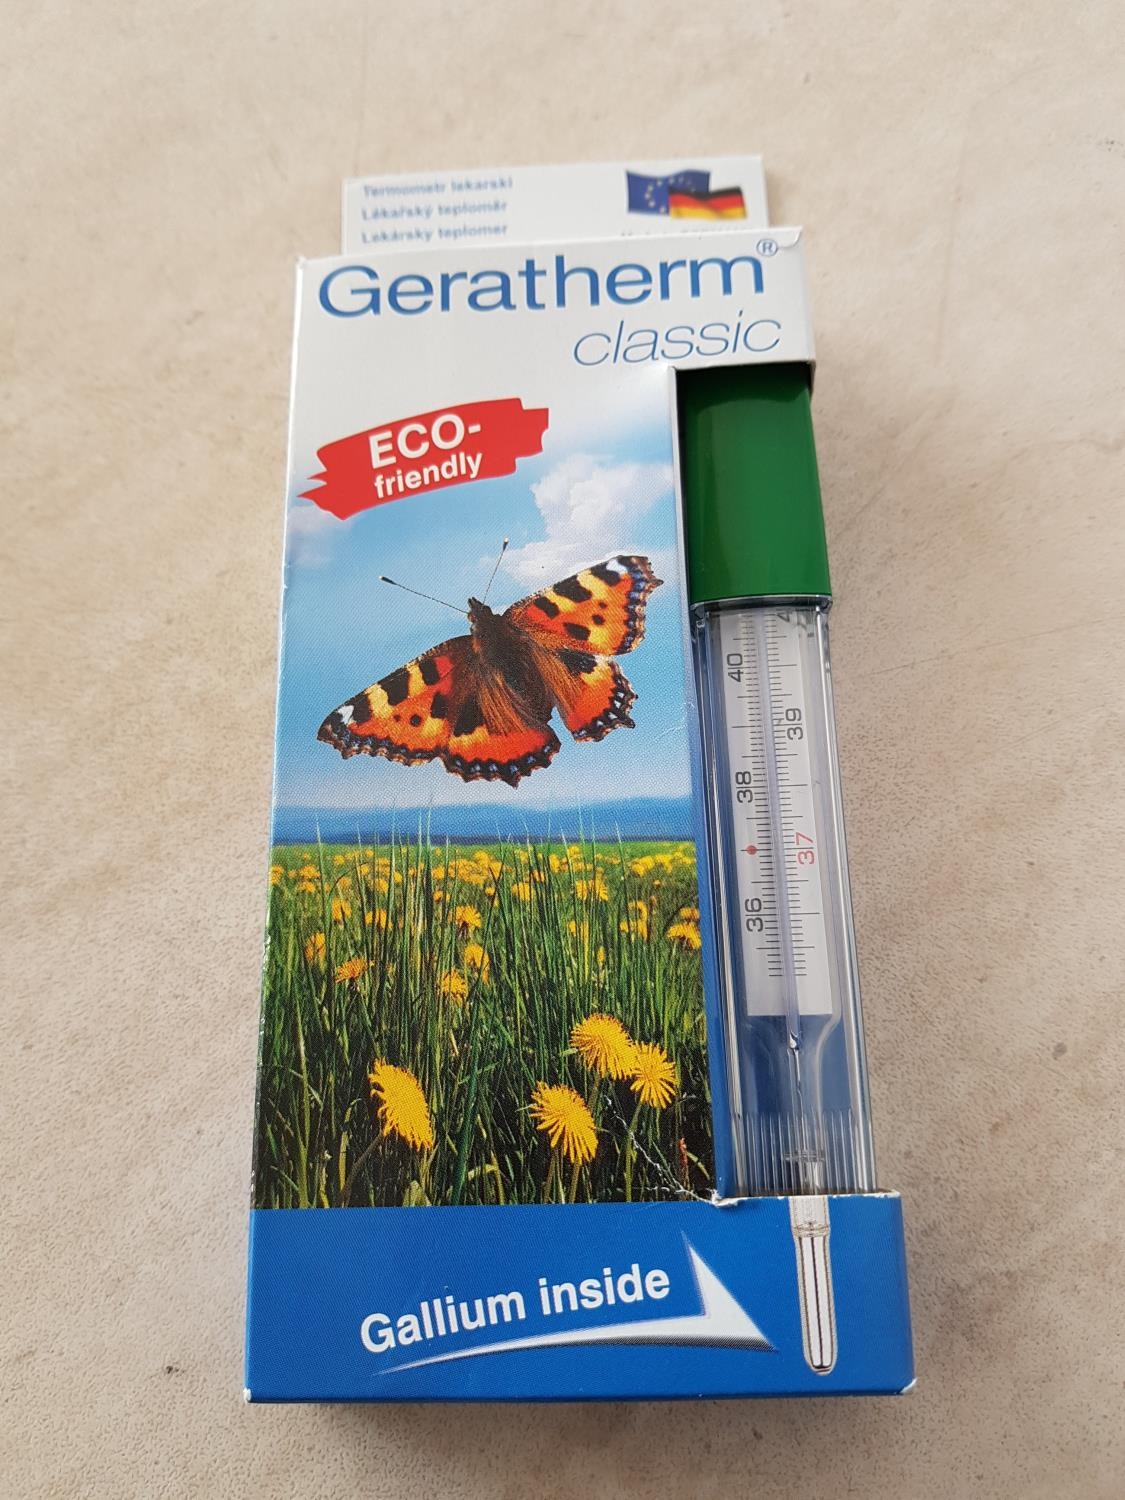 Termometr lekarski
Lékařský teploměr
Lekársky teplomer
Geratherm®
classic
ECO-
friendly
40
39
38
37
36
Gallium inside